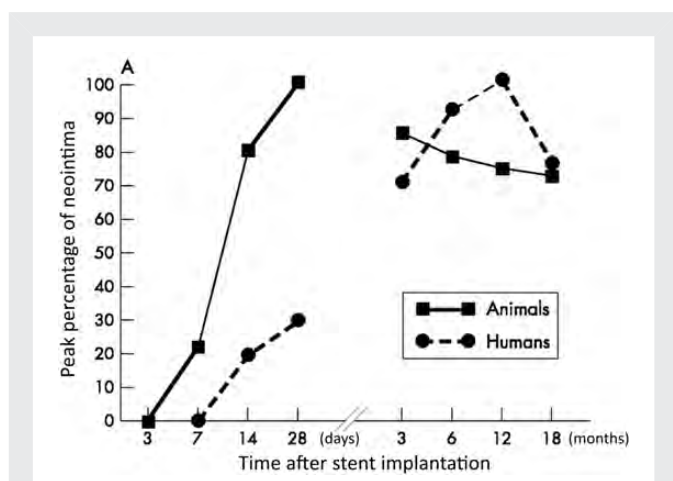 A
100
90
80
70
60
50
40
30
20
10
0
Peak percentage of neointima
Animals
Humans
3 7 14 28 (days) 3 6 12 18 (months)
Time after stent implantation